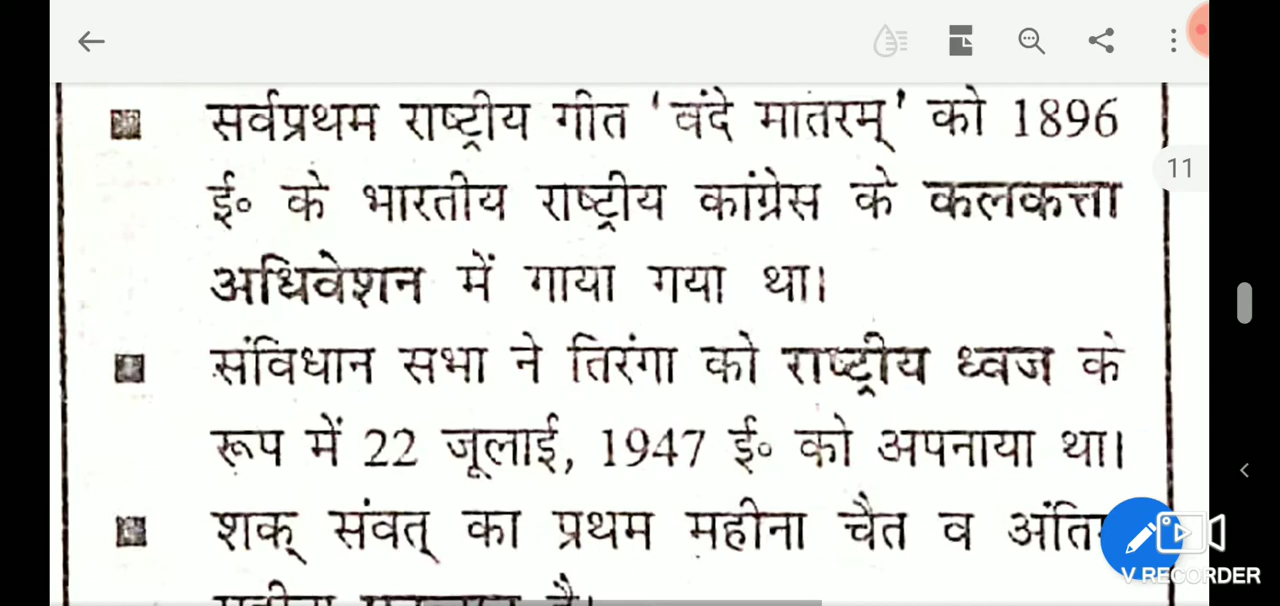 11
सर्वप्रथम राष्ट्रीय गीत 'वंदे मातरम्' को 1896
ई॰ के भारतीय राष्ट्रीय कांग्रेस के कलकत्ता
अधिवेशन में गाया गया था।
संविधान सभा ने तिरंगा को राष्ट्रीय ध्वज के
रूप में 22 जूलाई, 1947 ई॰ को अपनाया था।
शक् संवत् का प्रथम महीना चैत व
है।
V RECORDER